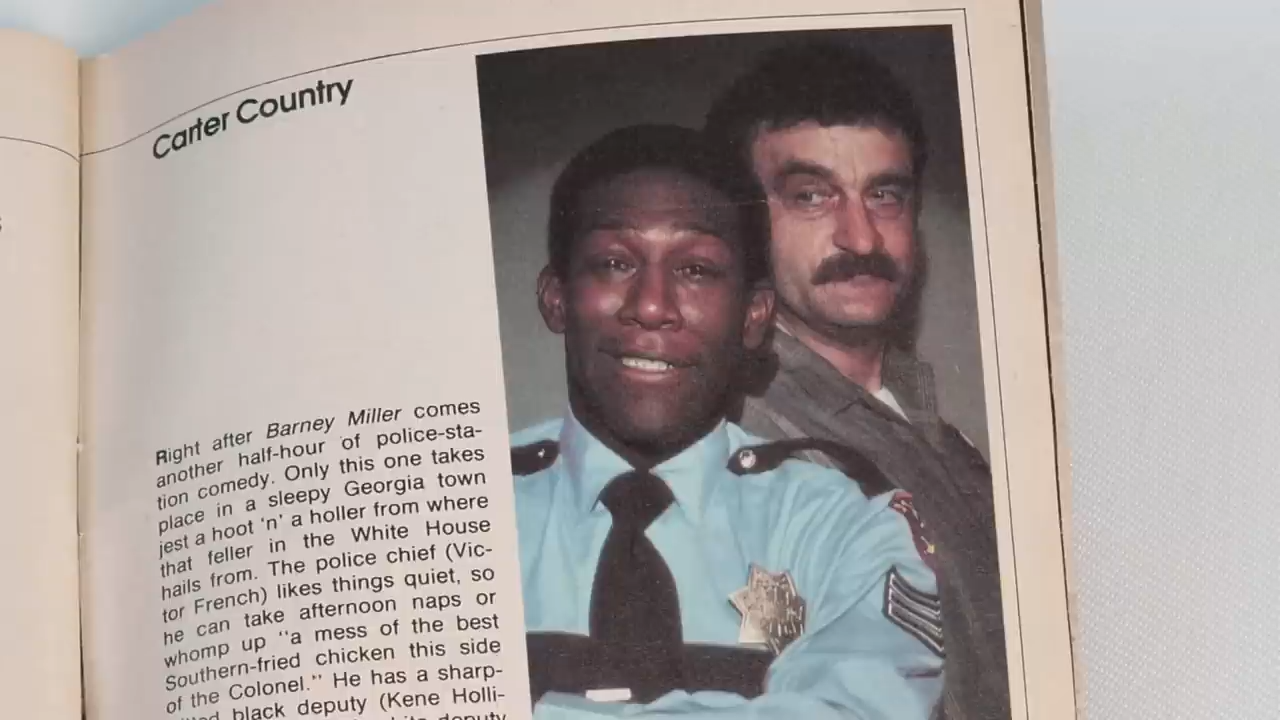 Carter Country
Right after Barney Miller comes
another half-hour of police-sta-
tion comedy. Only this one takes
place in a sleepy Georgia town
jest a hoot 'n' a holler from where
that feller in the White House
hails from. The police chief (Vic-
tor French) likes things quiet, so
he can take afternoon naps or
whomp up "a mess of the best
Southern-fried chicken this side
of the Colonel." He has a sharp-
black deputy (Kene Holli-
deputy